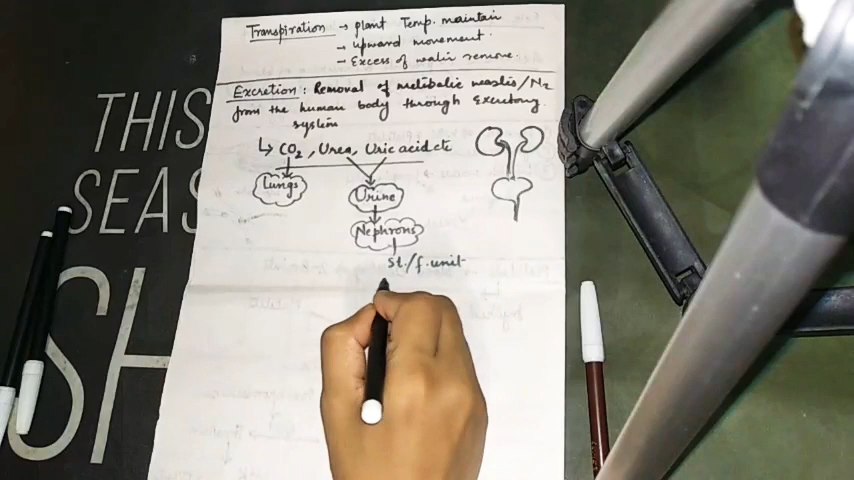 Transpiration → plant Temp. maintain
→ upward movement.
→ Excess of water remove.
Excretion: Removal of metabolic wastes/N2
from the human body through Excretory
system
↳ CO2, Urea, Uric acid etc
Lungs
Urine
Nephrons
St./f. unit
THIS
SEAS
SH